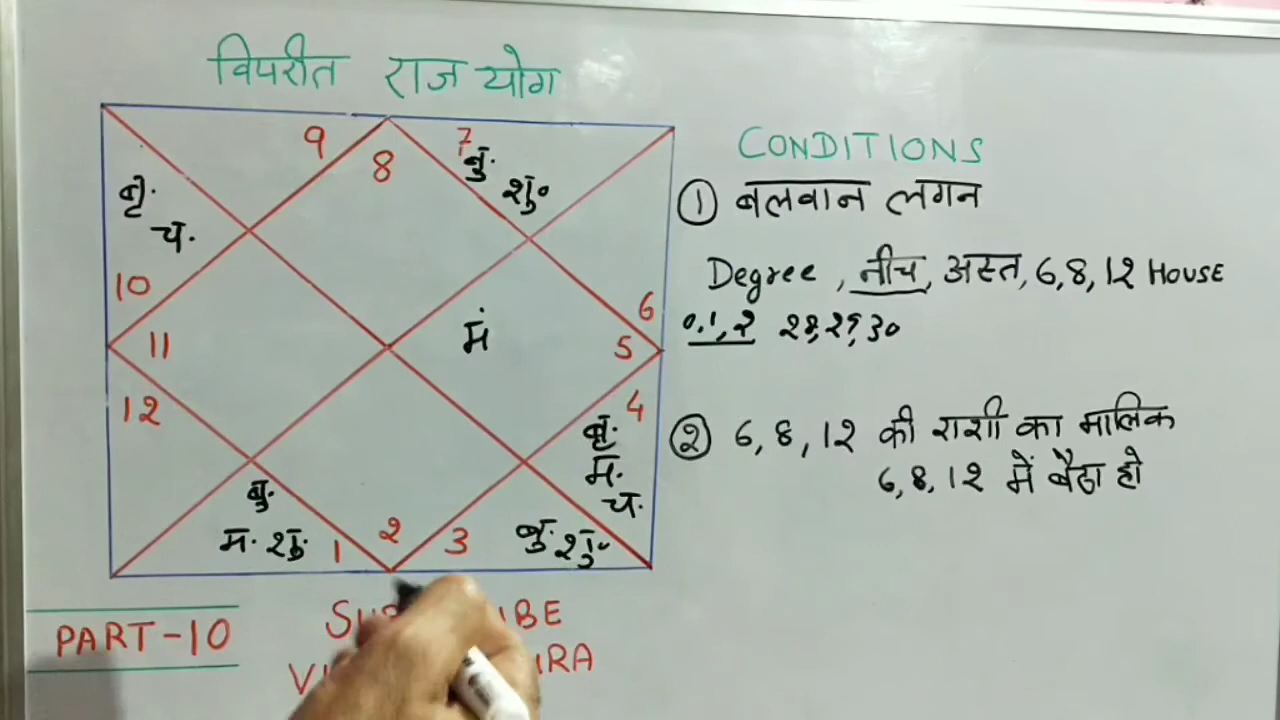 विपरीत राज योग
9
8
7
बु.
शु०
बृ.
च.
10
11
12
मं
6
5
4
बृ.
म.
च.
बु.
म. शु.
1
2
3
बु. शु०
CONDITIONS
① बलवान लगन
Degree , नीच, अस्त, 6, 8, 12 HOUSE
0,1,2 28,29,30
② 6, 8, 12 की राशी का मालिक
6, 8, 12 में बैठा हो
PART-10